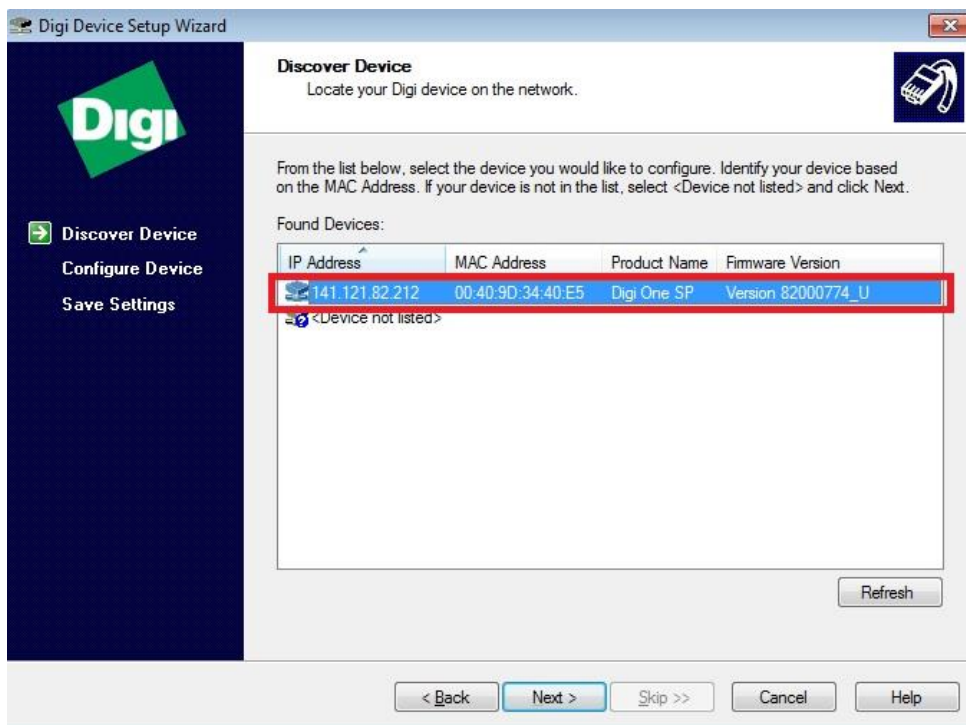 Digi Device Setup Wizard
Digi
Discover Device
Configure Device
Save Settings
Discover Device
Locate your Digi device on the network.
From the list below, select the device you would like to configure. Identify your device based
on the MAC Address. If your device is not in the list, select <Device not listed> and click Next.
Found Devices:
IP Address MAC Address Product Name Firmware Version
141.121.82.212 00:40:9D:34:40:E5 Digi One SP Version 82000774_U
<Device not listed>
Refresh
< Back Next > Skip >> Cancel Help